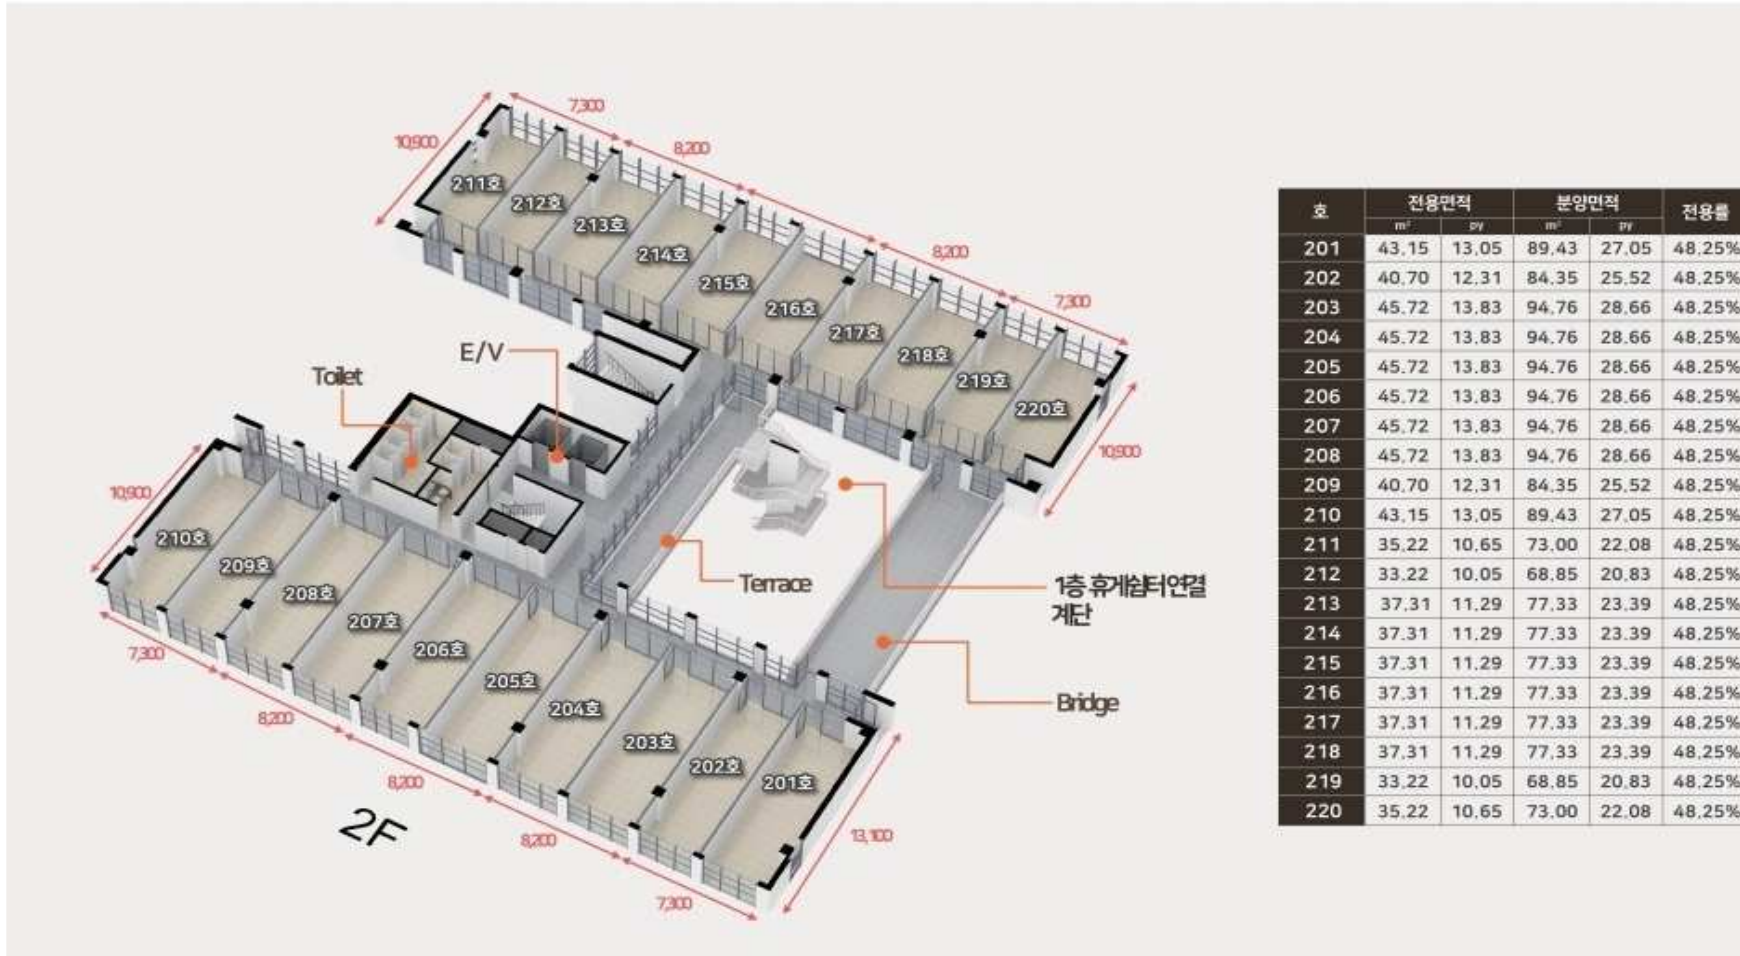 7,300
10,900
8,200
211호
212호
213호
214호
8,200
215호
216호
7,300
217호
218호
219호
220호
E/V
Toilet
10,900
10,900
210호
209호
208호
207호
206호
205호
204호
203호
202호
201호
Terrace
1층 휴게쉼터연결
계단
Bridge
7,300
8,200
8,200
8,200
7,300
13,100
2F
호 전용면적 분양면적 전용률
m² py m² py
201 43.15 13.05 89.43 27.05 48.25%
202 40.70 12.31 84.35 25.52 48.25%
203 45.72 13.83 94.76 28.66 48.25%
204 45.72 13.83 94.76 28.66 48.25%
205 45.72 13.83 94.76 28.66 48.25%
206 45.72 13.83 94.76 28.66 48.25%
207 45.72 13.83 94.76 28.66 48.25%
208 45.72 13.83 94.76 28.66 48.25%
209 40.70 12.31 84.35 25.52 48.25%
210 43.15 13.05 89.43 27.05 48.25%
211 35.22 10.65 73.00 22.08 48.25%
212 33.22 10.05 68.85 20.83 48.25%
213 37.31 11.29 77.33 23.39 48.25%
214 37.31 11.29 77.33 23.39 48.25%
215 37.31 11.29 77.33 23.39 48.25%
216 37.31 11.29 77.33 23.39 48.25%
217 37.31 11.29 77.33 23.39 48.25%
218 37.31 11.29 77.33 23.39 48.25%
219 33.22 10.05 68.85 20.83 48.25%
220 35.22 10.65 73.00 22.08 48.25%